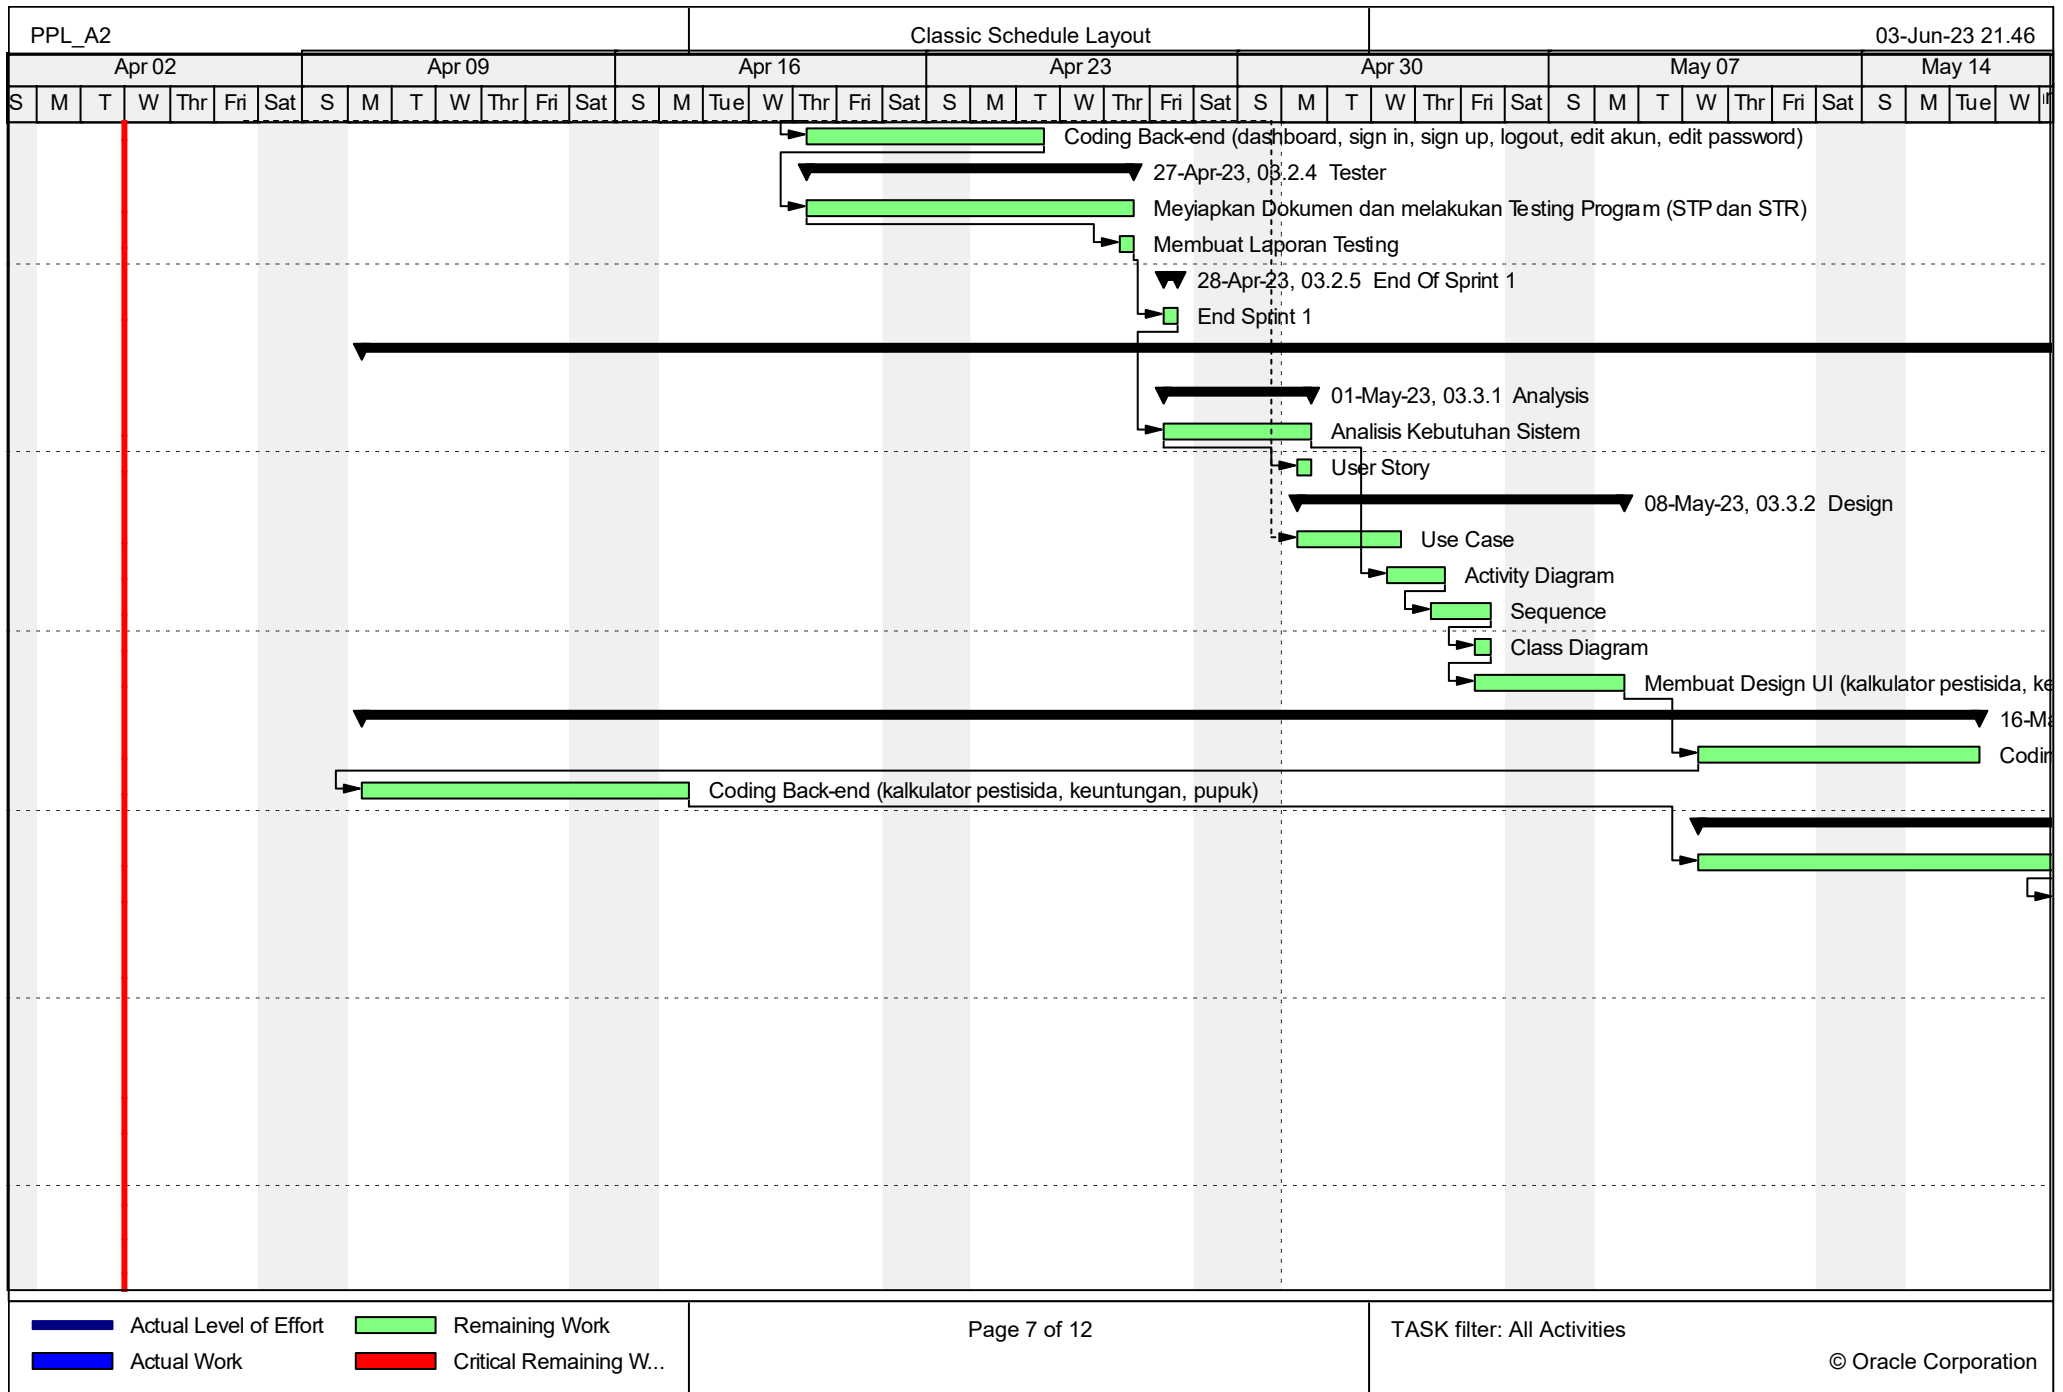 PPL_A2 Classic Schedule Layout 03-Jun-23 21.46
Apr 02 Apr 09 Apr 16 Apr 23 Apr 30 May 07 May 14
S M T W Thr Fri Sat S M T W Thr Fri Sat S M Tue W Thr Fri Sat S M T W Thr Fri Sat S M T W Thr Fri Sat S M T W Thr Fri Sat S M Tue W
Coding Back-end (dashboard, sign in, sign up, logout, edit akun, edit password)
27-Apr-23, 03.2.4 Tester
Meyiapkan Dokumen dan melakukan Testing Program (STP dan STR)
Membuat Laporan Testing
28-Apr-23, 03.2.5 End Of Sprint 1
End Sprint 1
01-May-23, 03.3.1 Analysis
Analisis Kebutuhan Sistem
User Story
08-May-23, 03.3.2 Design
Use Case
Activity Diagram
Sequence
Class Diagram
Membuat Design UI (kalkulator pestisida, ke
16-Ma
Codin
Coding Back-end (kalkulator pestisida, keuntungan, pupuk)
Actual Level of Effort Remaining Work Page 7 of 12 TASK filter: All Activities
Actual Work Critical Remaining W... © Oracle Corporation